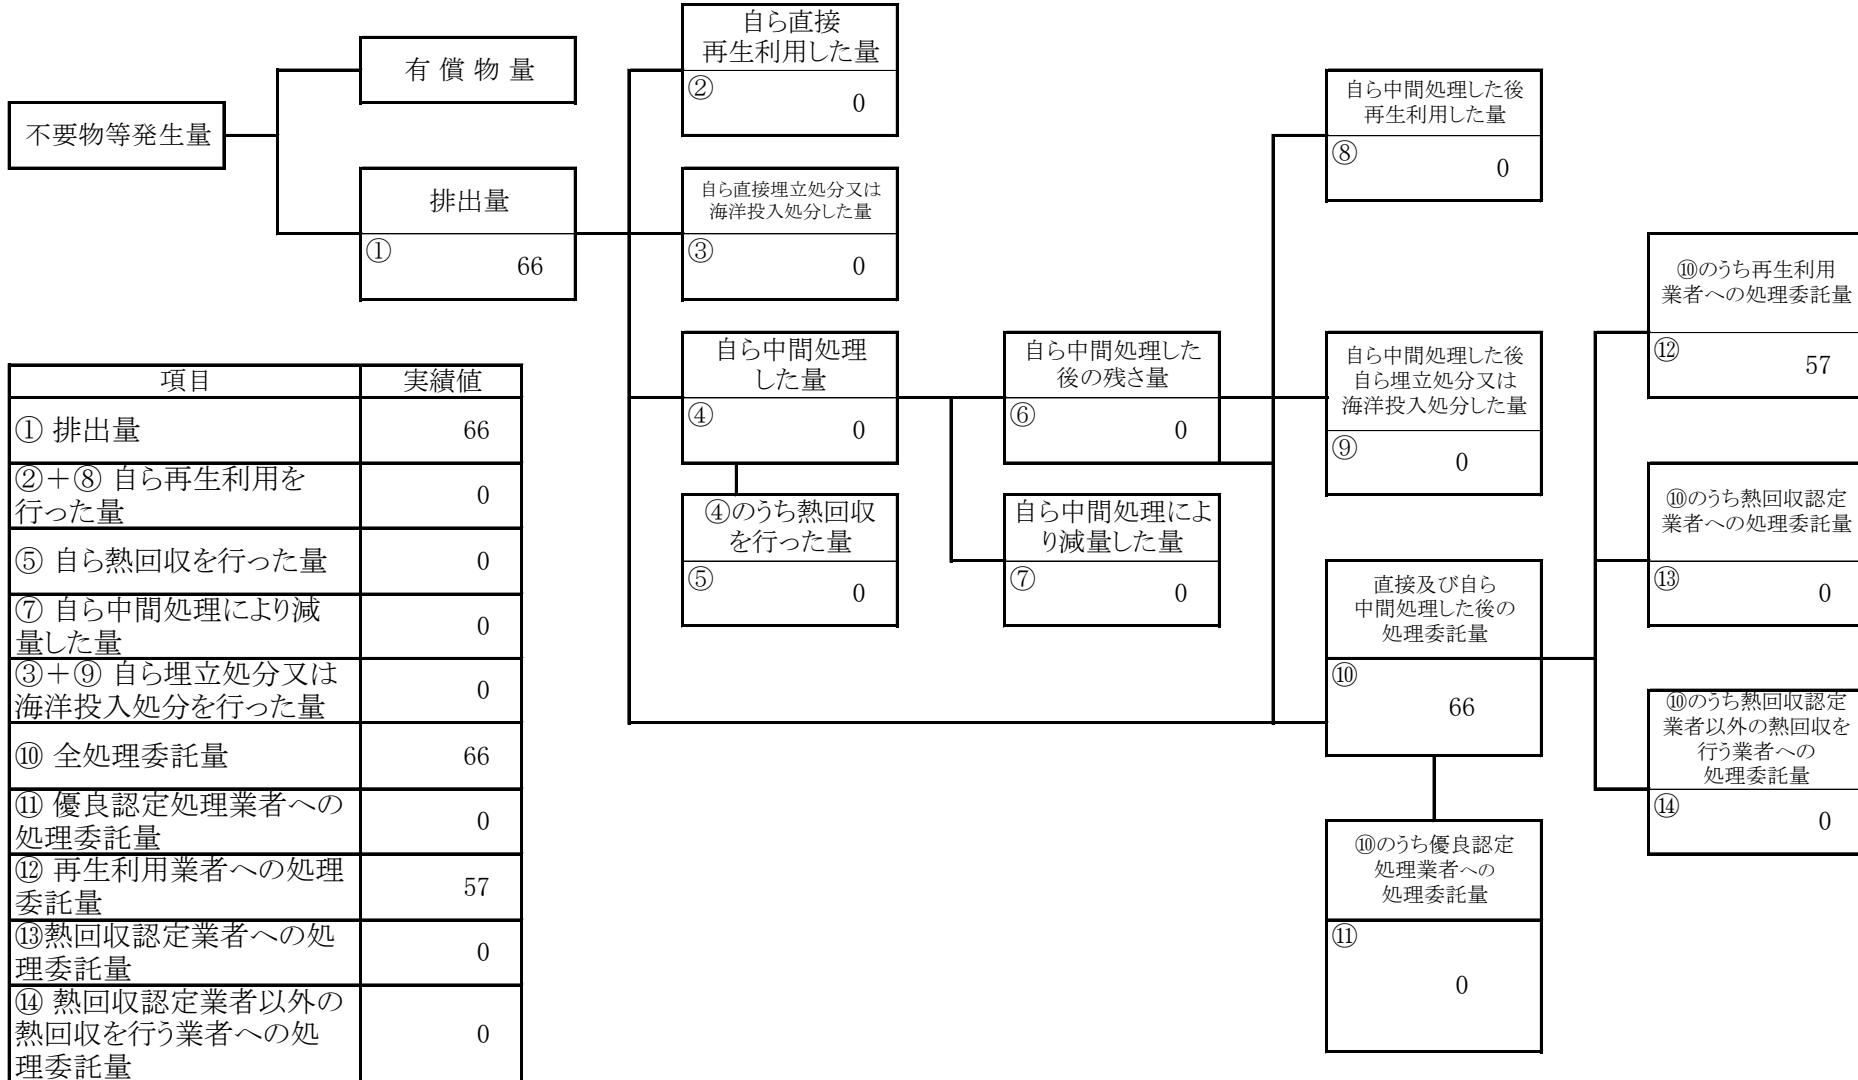 不要物等発生量
有 償 物 量
排出量
①
66
自ら直接
再生利用した量
②
0
自ら直接埋立処分又は
海洋投入処分した量
③
0
自ら中間処理
した量
④
0
④のうち熱回収
を行った量
⑤
0
自ら中間処理した
後の残さ量
⑥
0
自ら中間処理によ
り減量した量
⑦
0
自ら中間処理した後
再生利用した量
⑧
0
自ら中間処理した後
自ら埋立処分又は
海洋投入処分した量
⑨
0
直接及び自ら
中間処理した後の
処理委託量
⑩
66
⑩のうち優良認定
処理業者への
処理委託量
⑪
0
⑩のうち再生利用
業者への処理委託量
⑫
57
⑩のうち熱回収認定
業者への処理委託量
⑬
0
⑩のうち熱回収認定
業者以外の熱回収を
行う業者への
処理委託量
⑭
0
項目 実績値
① 排出量 66
②＋⑧ 自ら再生利用を
行った量 0
⑤ 自ら熱回収を行った量 0
⑦ 自ら中間処理により減
量した量 0
③＋⑨ 自ら埋立処分又は
海洋投入処分を行った量 0
⑩ 全処理委託量 66
⑪ 優良認定処理業者への
処理委託量 0
⑫ 再生利用業者への処理
委託量 57
⑬熱回収認定業者への処
理委託量 0
⑭ 熱回収認定業者以外の
熱回収を行う業者への処
理委託量 0